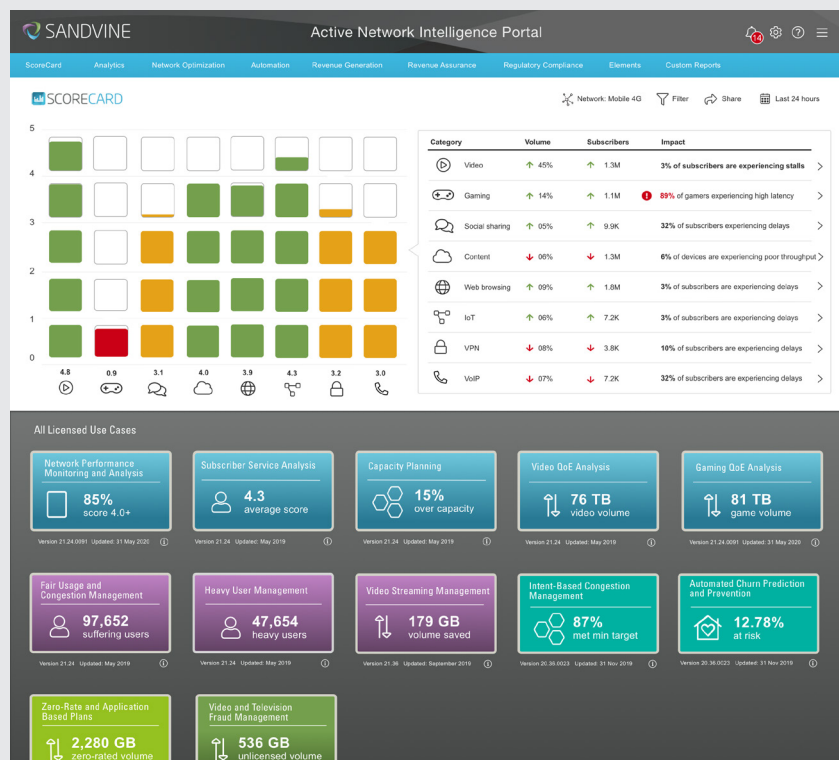 SANDVINE
Active Network Intelligence Portal
14
ScoreCard Analytics Network Optimization Automation Revenue Generation Revenue Assurance Regulatory Compliance Elements Custom Reports
SCORECARD
Network: Mobile 4G Filter Share Last 24 hours
5
4
3
2
1
0
4.8 0.9 3.1 4.0 3.9 4.3 3.2 3.0
Category Volume Subscribers Impact
Video 45% 1.3M 3% of subscribers are experiencing stalls
Gaming 14% 1.1M 89% of gamers experiencing high latency
Social sharing 05% 9.9K 32% of subscribers experiencing delays
Content 06% 1.3M 6% of devices are experiencing poor throughput
Web browsing 09% 1.8M 3% of subscribers are experiencing delays
IoT 06% 7.2K 3% of subscribers are experiencing delays
VPN 08% 3.8K 10% of subscribers are experiencing delays
VoIP 07% 7.2K 32% of subscribers are experiencing delays
All Licensed Use Cases
Network Performance
Monitoring and Analysis
85%
score 4.0+
Version 21.24.0091 Updated: 31 May 2020
Subscriber Service Analysis
4.3
average score
Version 21.24 Updated: May 2019
Capacity Planning
15%
over capacity
Version 21.24 Updated: May 2019
Video QoE Analysis
76 TB
video volume
Version 21.24 Updated: May 2019
Gaming QoE Analysis
81 TB
game volume
Version 21.24.0091 Updated: 31 May 2020
Fair Usage and
Congestion Management
97,652
suffering users
Version 21.24 Updated: May 2019
Heavy User Management
47,654
heavy users
Version 21.24 Updated: May 2019
Video Streaming Management
179 GB
volume saved
Version 21.36 Updated: September 2019
Intent-Based Congestion
Management
87%
met min target
Version 20.36.0023 Updated: 31 Nov 2019
Automated Churn Prediction
and Prevention
12.78%
at risk
Version 20.36.0023 Updated: 31 Nov 2019
Zero-Rate and Application
Based Plans
2,280 GB
zero-rated volume
Video and Television
Fraud Management
536 GB
unlicensed volume